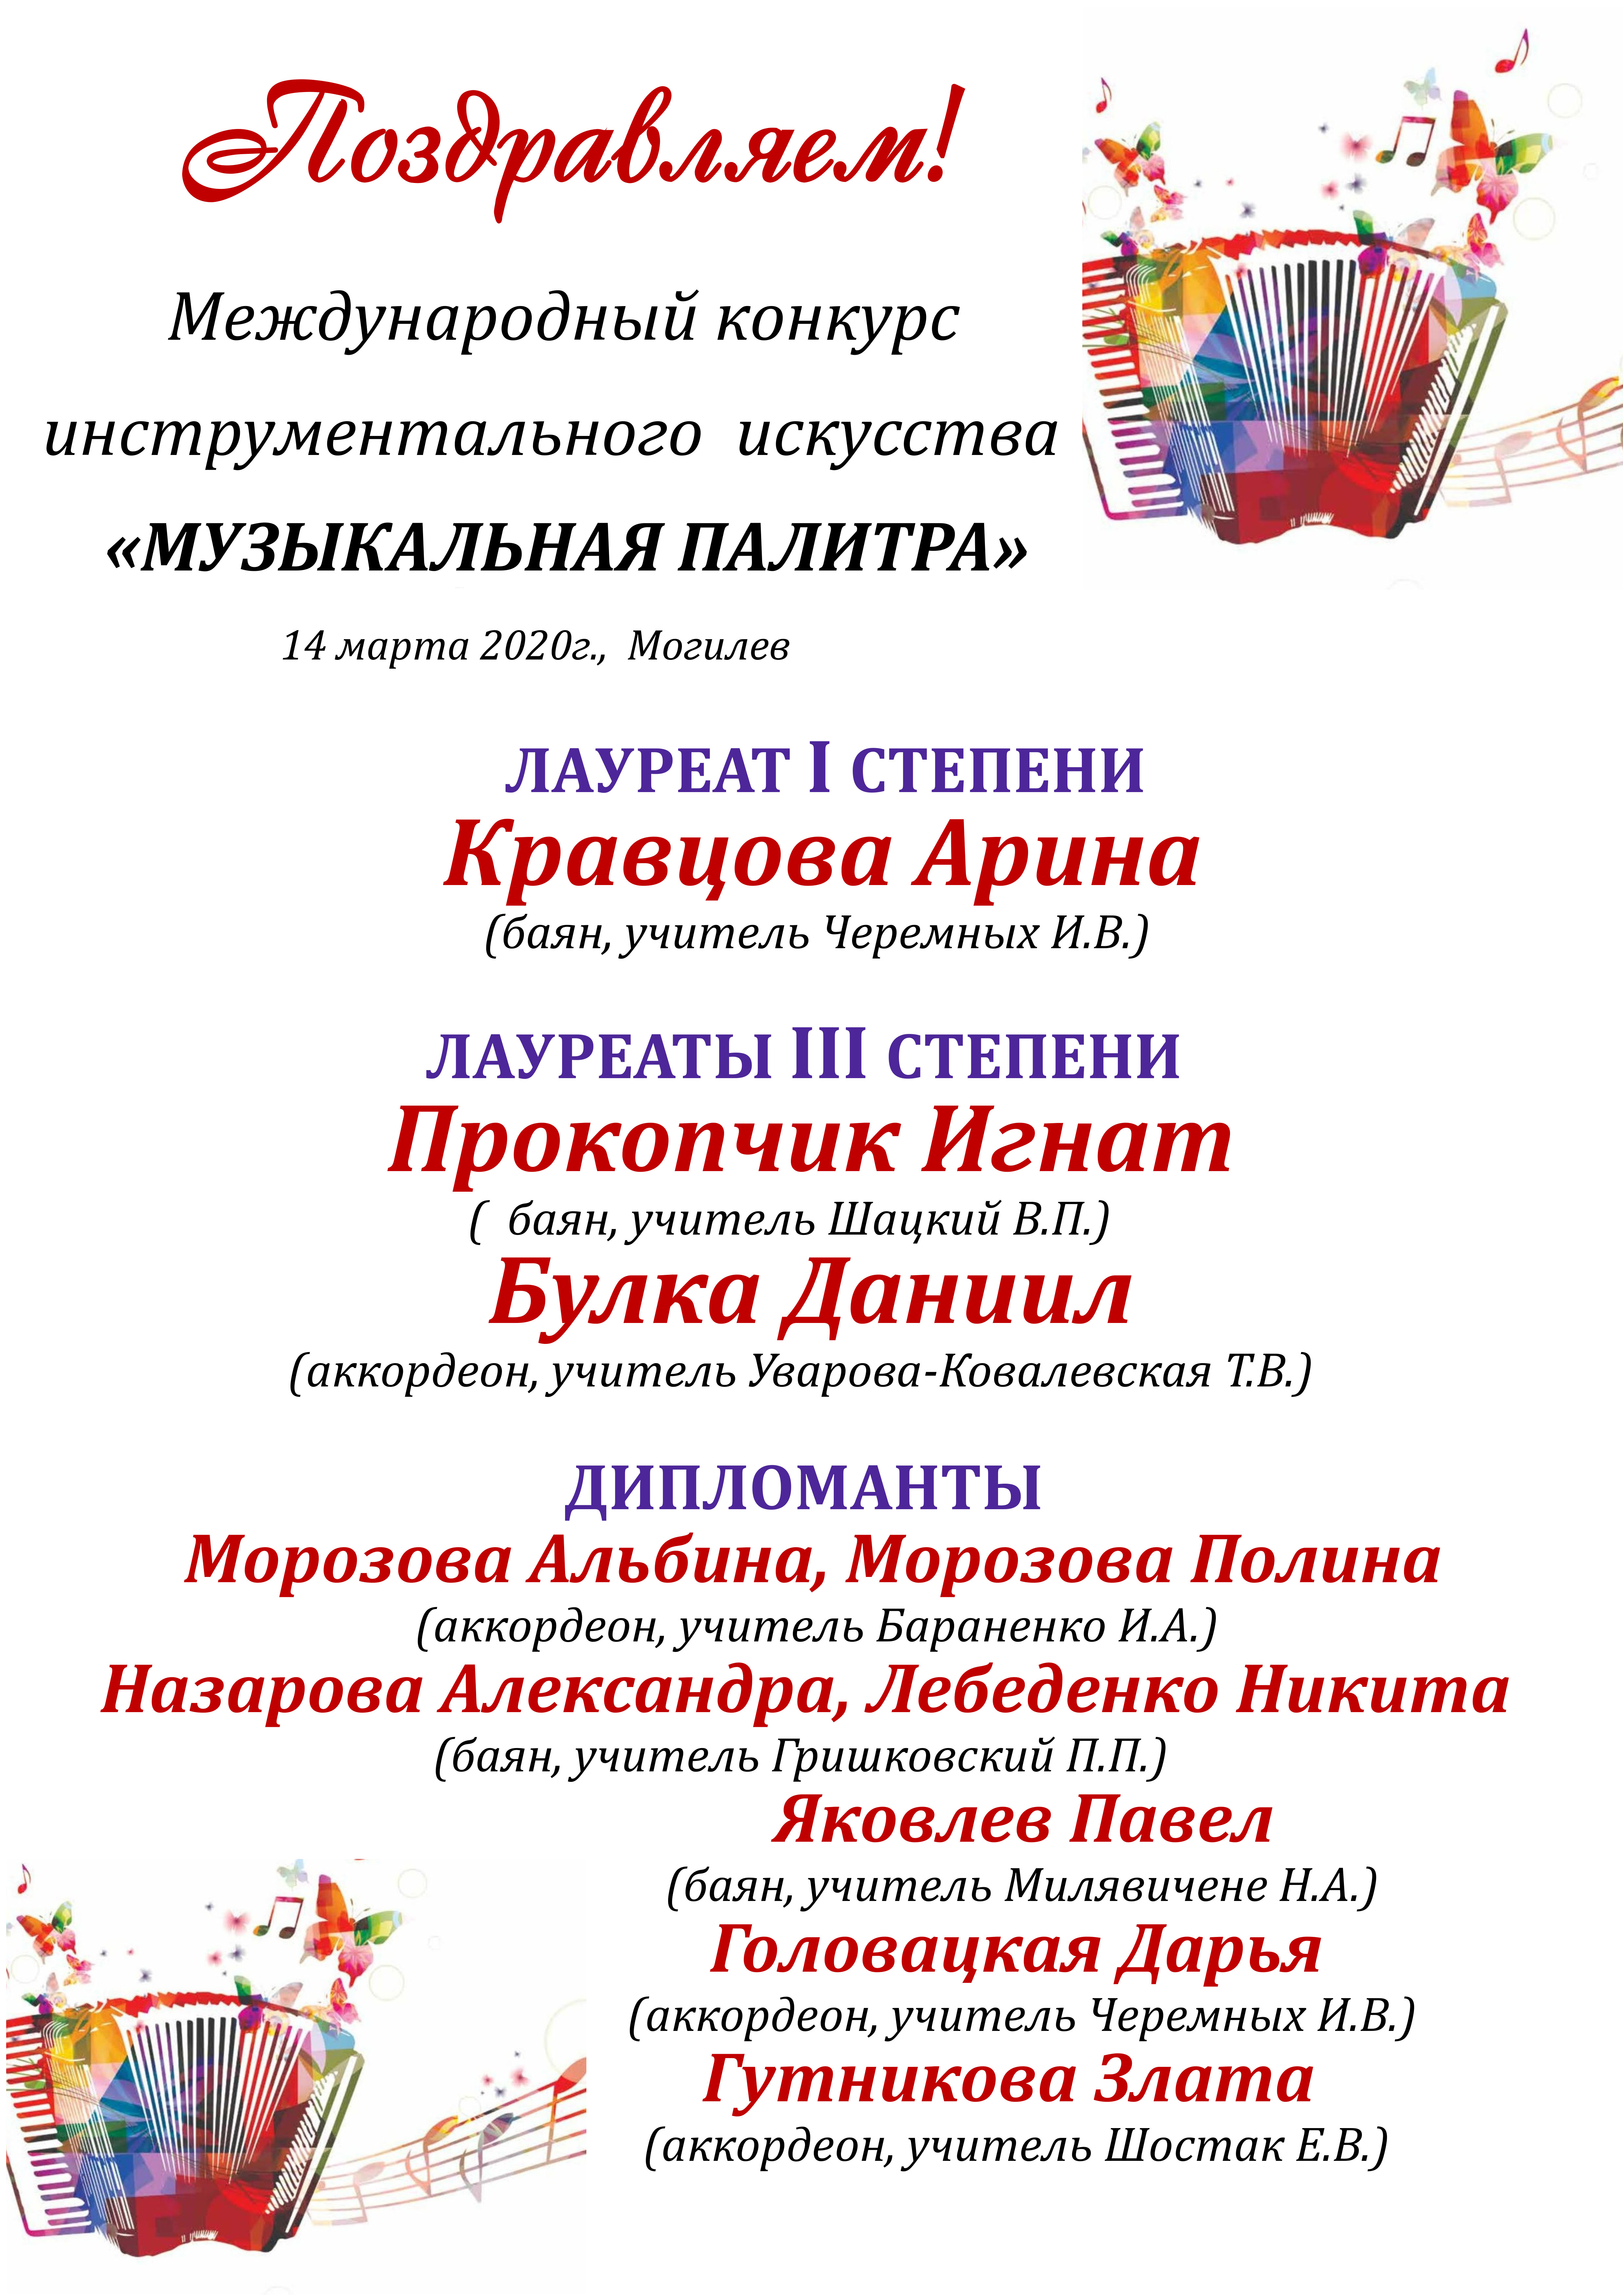 Поздравляем!
Международный конкурс
инструментального искусства
«МУЗЫКАЛЬНАЯ ПАЛИТРА»
14 марта 2020г., Могилев
ЛАУРЕАТ I СТЕПЕНИ
Кравцова Арина
(баян, учитель Черемных И.В.)
ЛАУРЕАТЫ III СТЕПЕНИ
Прокопчик Игнат
( баян, учитель Шацкий В.П.)
Булка Даниил
(аккордеон, учитель Уварова-Ковалевская Т.В.)
ДИПЛОМАНТЫ
Морозова Альбина, Морозова Полина
(аккордеон, учитель Бараненко И.А.)
Назарова Александра, Лебеденко Никита
(баян, учитель Гришковский П.П.)
Яковлев Павел
(баян, учитель Милявичене Н.А.)
Головацкая Дарья
(аккордеон, учитель Черемных И.В.)
Гутникова Злата
(аккордеон, учитель Шостак Е.В.)